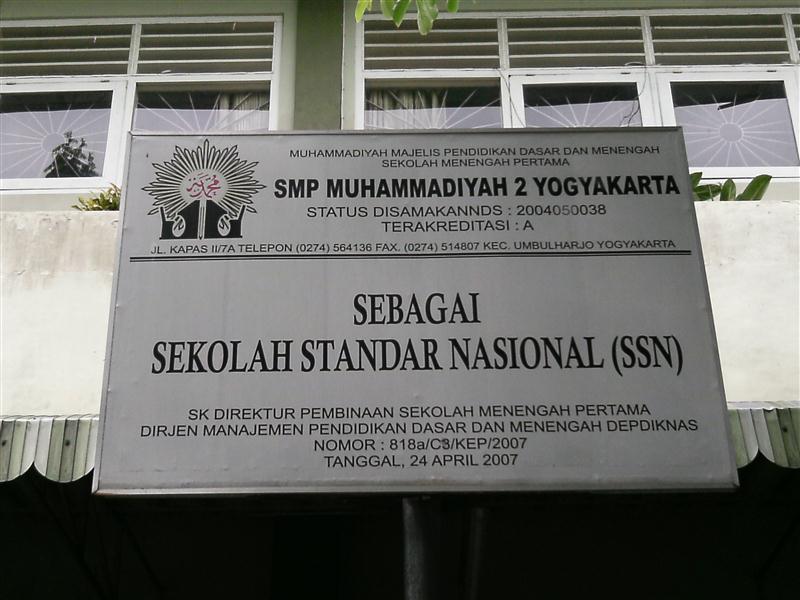 MUHAMMADIYAH MAJELIS PENDIDIKAN DASAR DAN MENENGAH
SEKOLAH MENENGAH PERTAMA
SMP MUHAMMADIYAH 2 YOGYAKARTA
STATUS DISAMAKANNDS : 2004050038
TERAKREDITASI : A
JL. KAPAS II/7A TELEPON (0274) 564136 FAX. (0274) 514807 KEC. UMBULHARJO YOGYAKARTA
SEBAGAI
SEKOLAH STANDAR NASIONAL (SSN)
SK DIREKTUR PEMBINAAN SEKOLAH MENENGAH PERTAMA
DIRJEN MANAJEMEN PENDIDIKAN DASAR DAN MENENGAH DEPDIKNAS
NOMOR : 818a/C3/KEP/2007
TANGGAL, 24 APRIL 2007